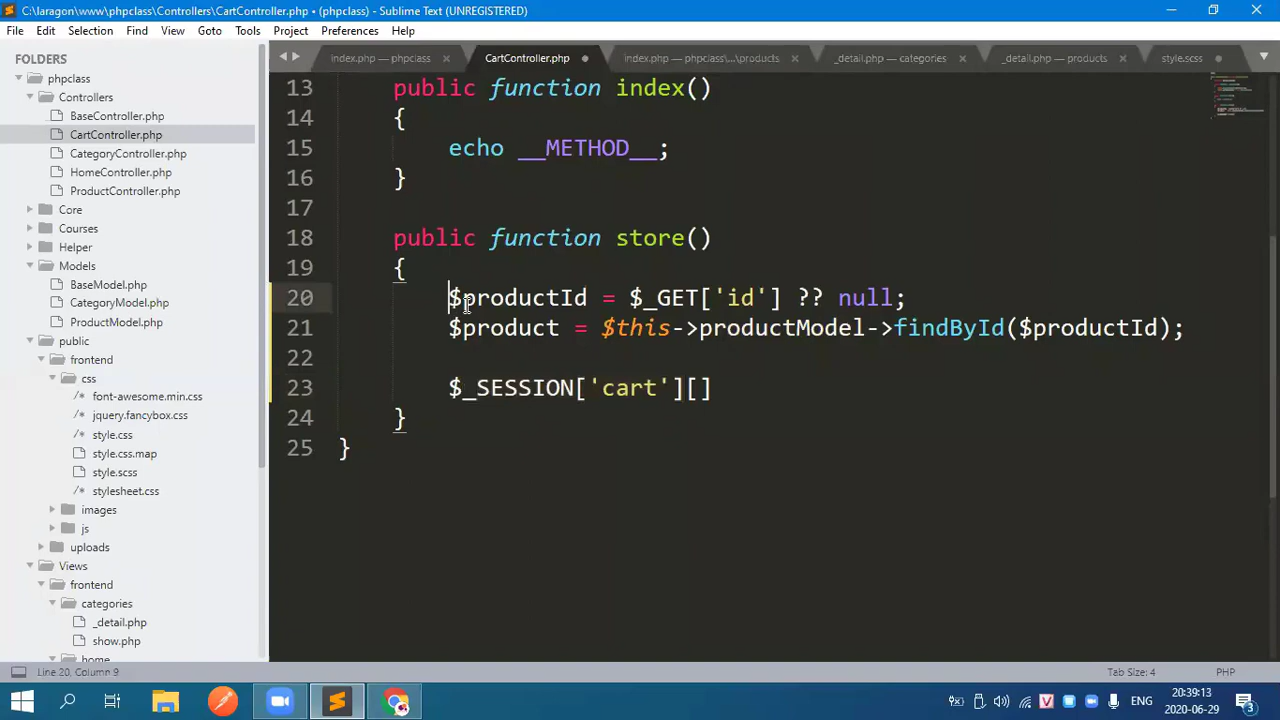 C:\laragon\www\phpclass\Controllers\CartController.php • (phpclass) - Sublime Text (UNREGISTERED)
File Edit Selection Find View Goto Tools Project Preferences Help
FOLDERS
phpclass
Controllers
BaseController.php
CartController.php
CategoryController.php
HomeController.php
ProductController.php
Core
Courses
Helper
Models
BaseModel.php
CategoryModel.php
ProductModel.php
public
frontend
css
/* font-awesome.min.css
/* jquery.fancybox.css
/* style.css
style.css.map
style.scss
/* stylesheet.css
images
js
uploads
Views
frontend
categories
_detail.php
show.php
home
index.php — phpclass × CartController.php • index.php — phpclass\...\products × _detail.php — categories × _detail.php — products × style.scss •
13 public function index()
14 {
15 echo __METHOD__;
16 }
17
18 public function store()
19 {
20 $productId = $_GET['id'] ?? null;
21 $product = $this->productModel->findById($productId);
22
23 $_SESSION['cart'][]
24 }
25 }
Line 20, Column 9 Tab Size: 4 PHP
ENG 20:39:13
2020-06-29
3